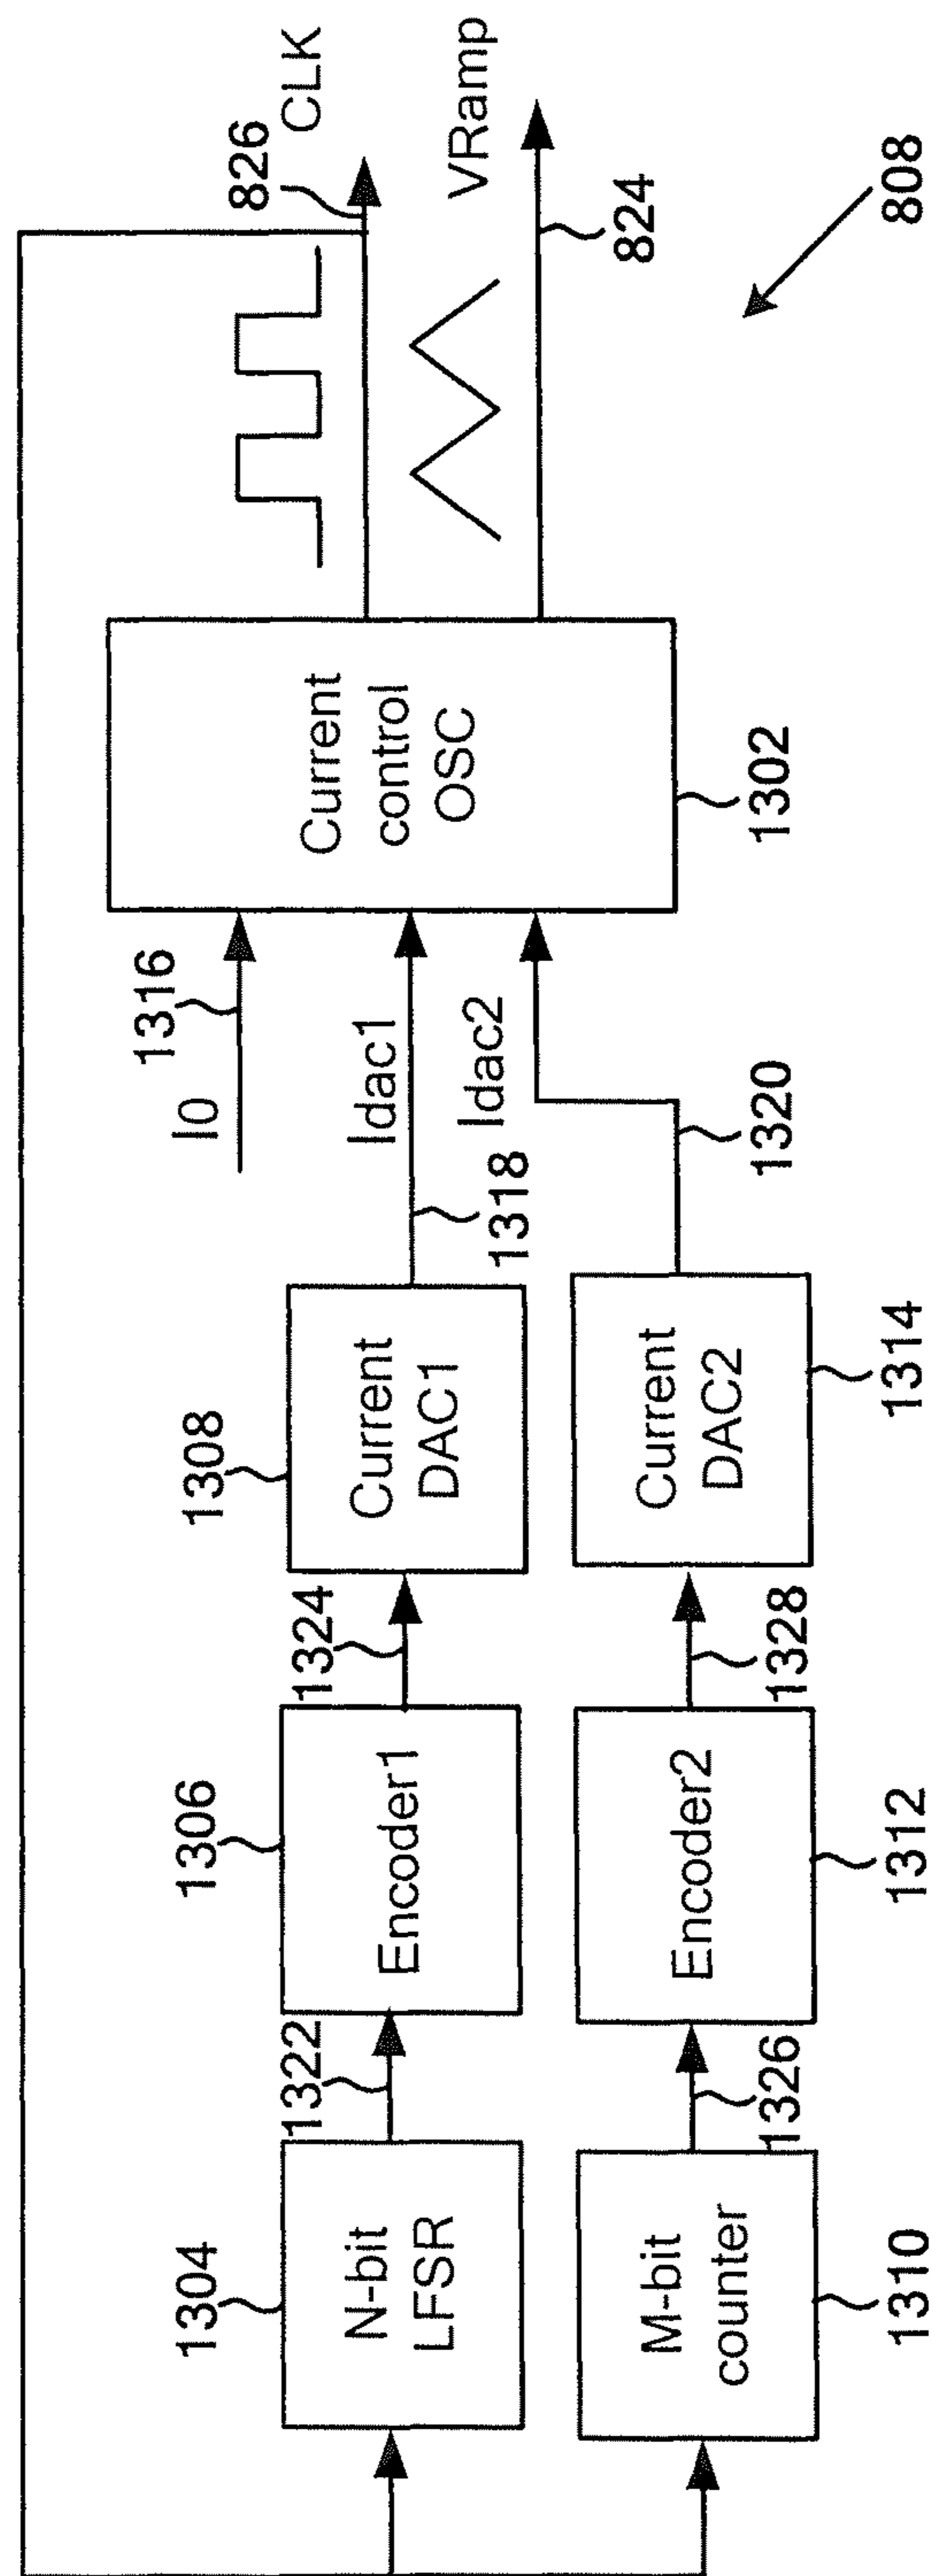 CLK
826
VRamp
824
808
Current
control
OSC
1302
1316
I0
Idac1
1318
Idac2
1320
1308
Current
DAC1
Current
DAC2
1314
1324
1328
1306
Encoder1
Encoder2
1312
1322
1326
1304
N-bit
LFSR
M-bit
counter
1310